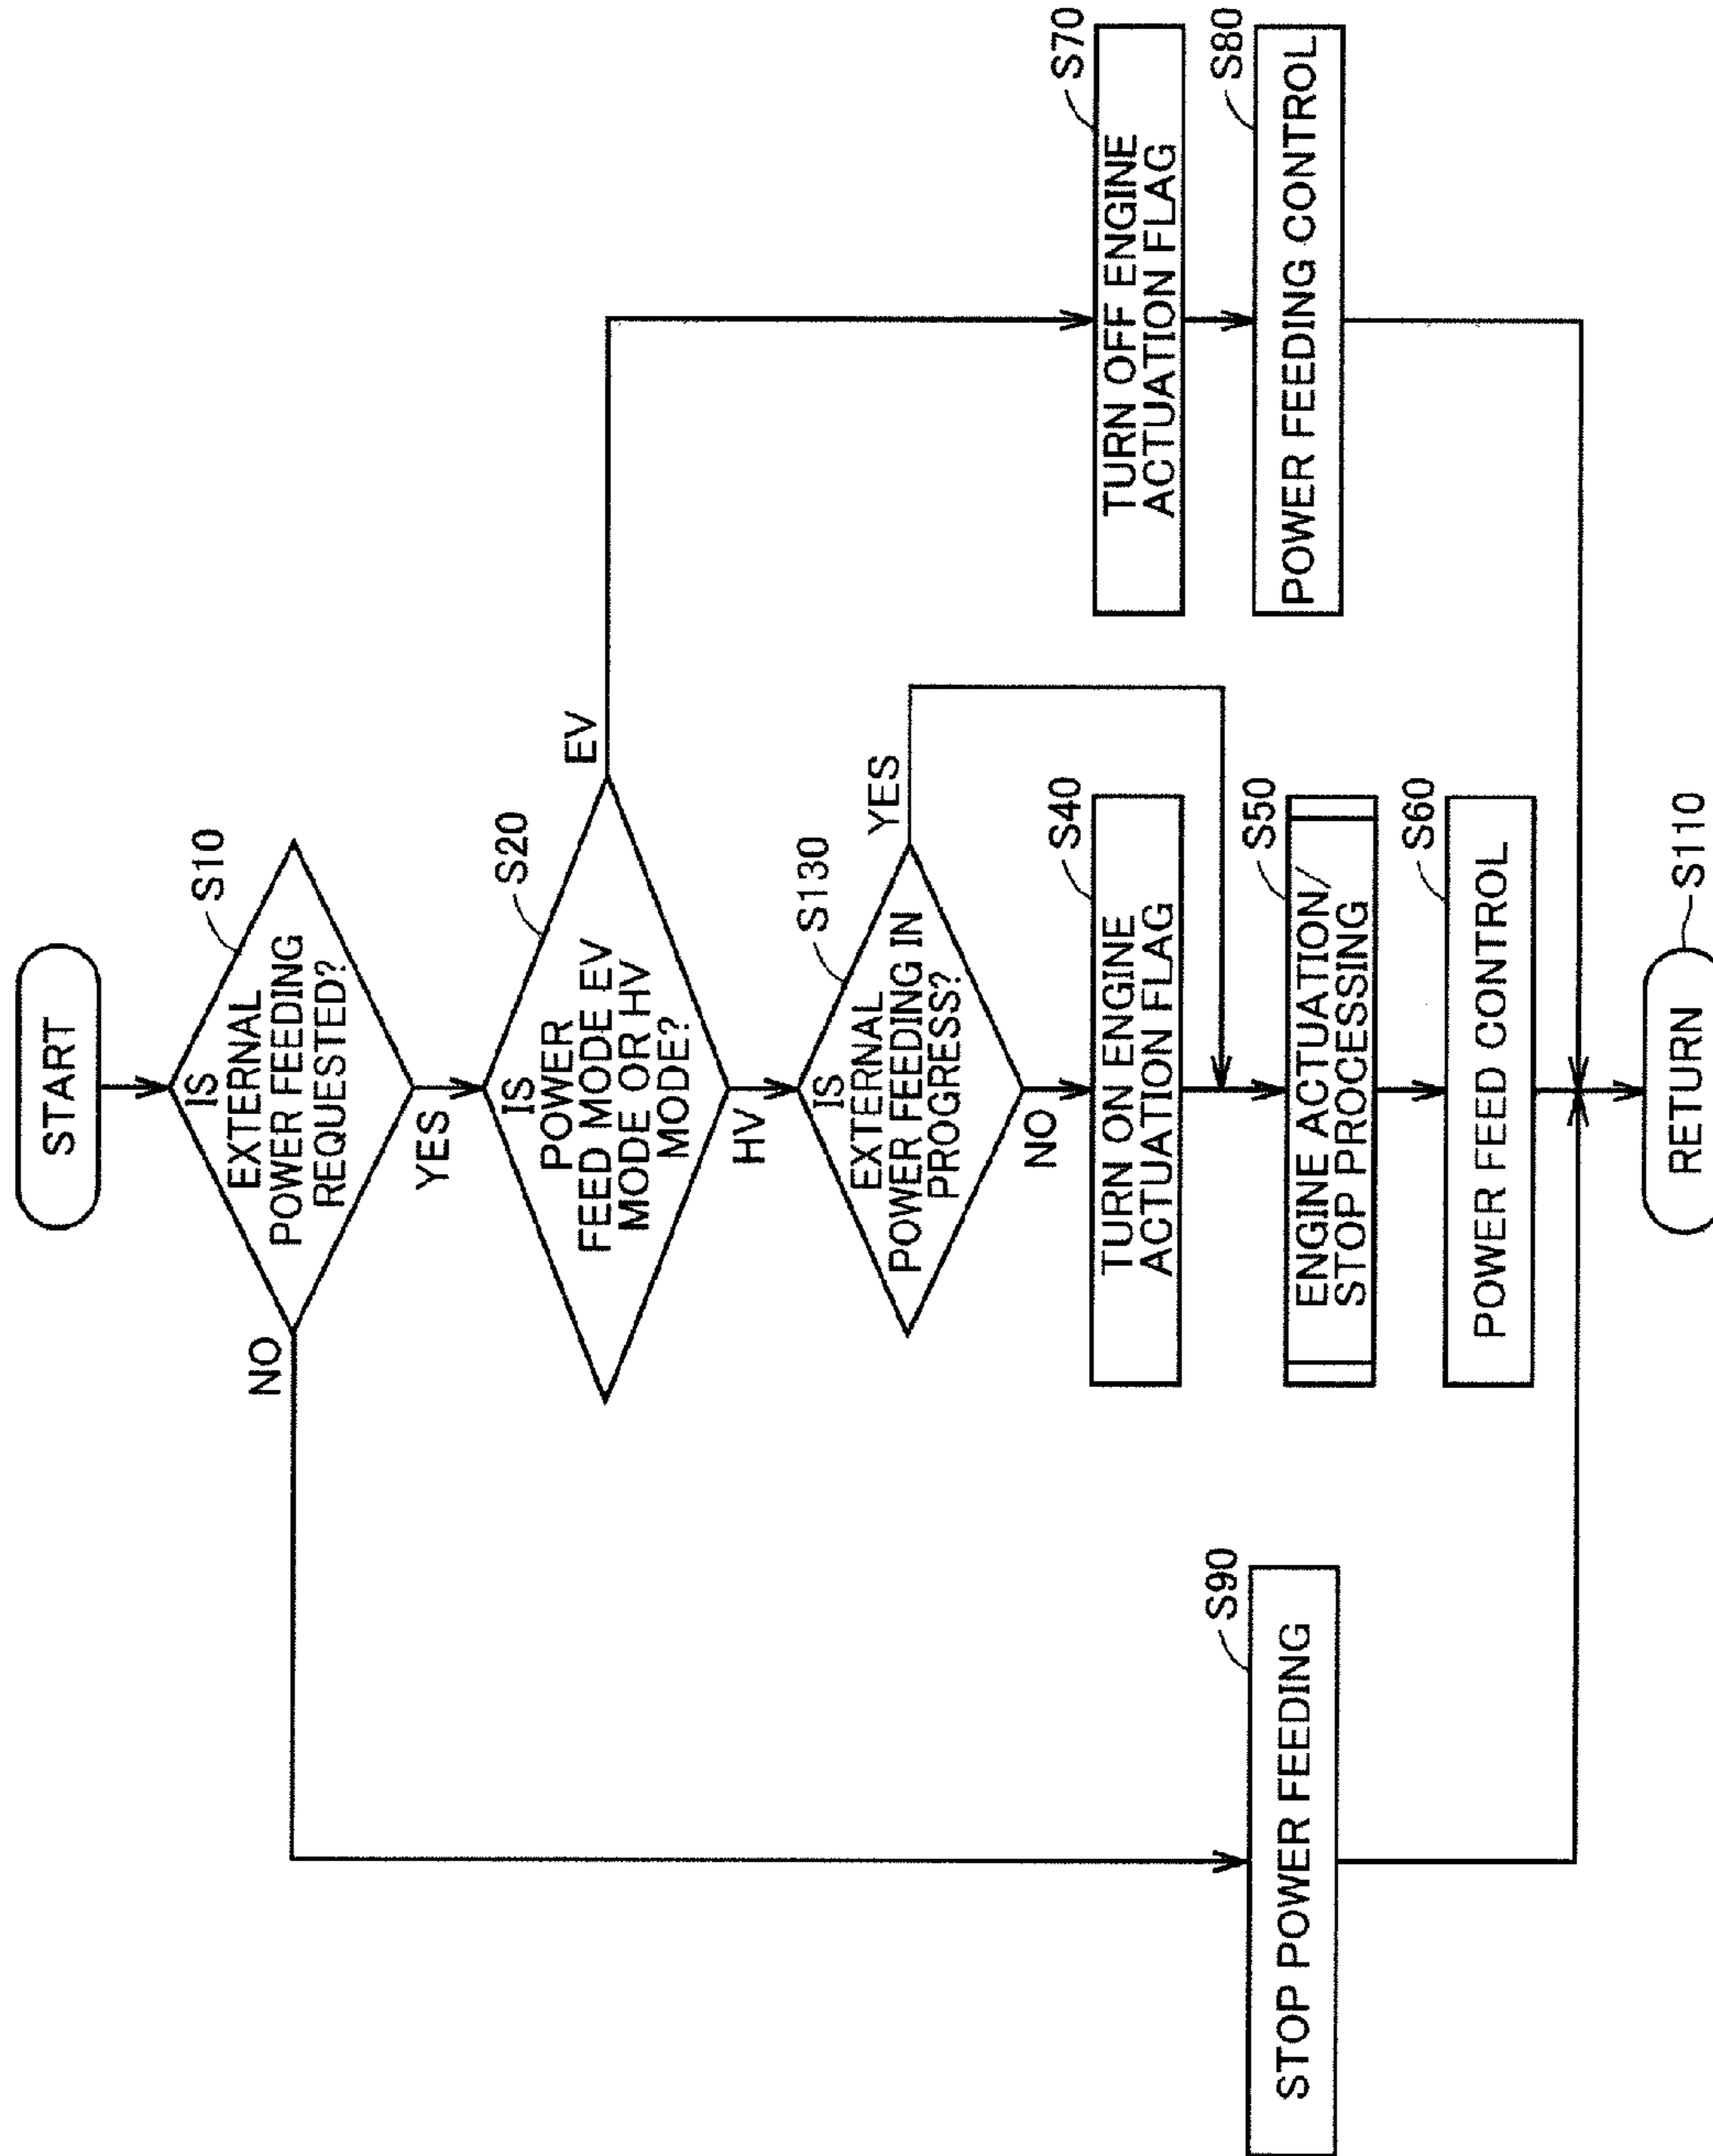 START
S10
IS
EXTERNAL
POWER FEEDING
REQUESTED?
NO
YES
S20
IS
POWER
FEED MODE EV
MODE OR HV
MODE?
EV
HV
S130
IS
EXTERNAL
POWER FEEDING IN
PROGRESS?
YES
NO
S40
TURN ON ENGINE
ACTUATION FLAG
S50
ENGINE ACTUATION/
STOP PROCESSING
S60
POWER FEED CONTROL
S70
TURN OFF ENGINE
ACTUATION FLAG
S80
POWER FEEDING CONTROL
S90
STOP POWER FEEDING
RETURN
S110